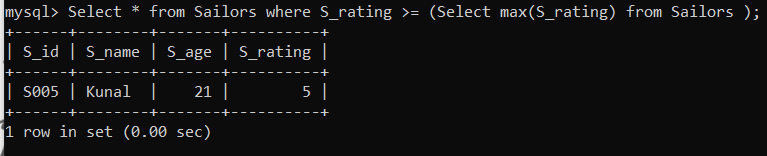 mysql> Select * from Sailors where S_rating >= (Select max(S_rating) from Sailors );
+------+--------+-------+----------+
| S_id | S_name | S_age | S_rating |
+------+--------+-------+----------+
| S005 | Kunal  |    21 |        5 |
+------+--------+-------+----------+
1 row in set (0.00 sec)